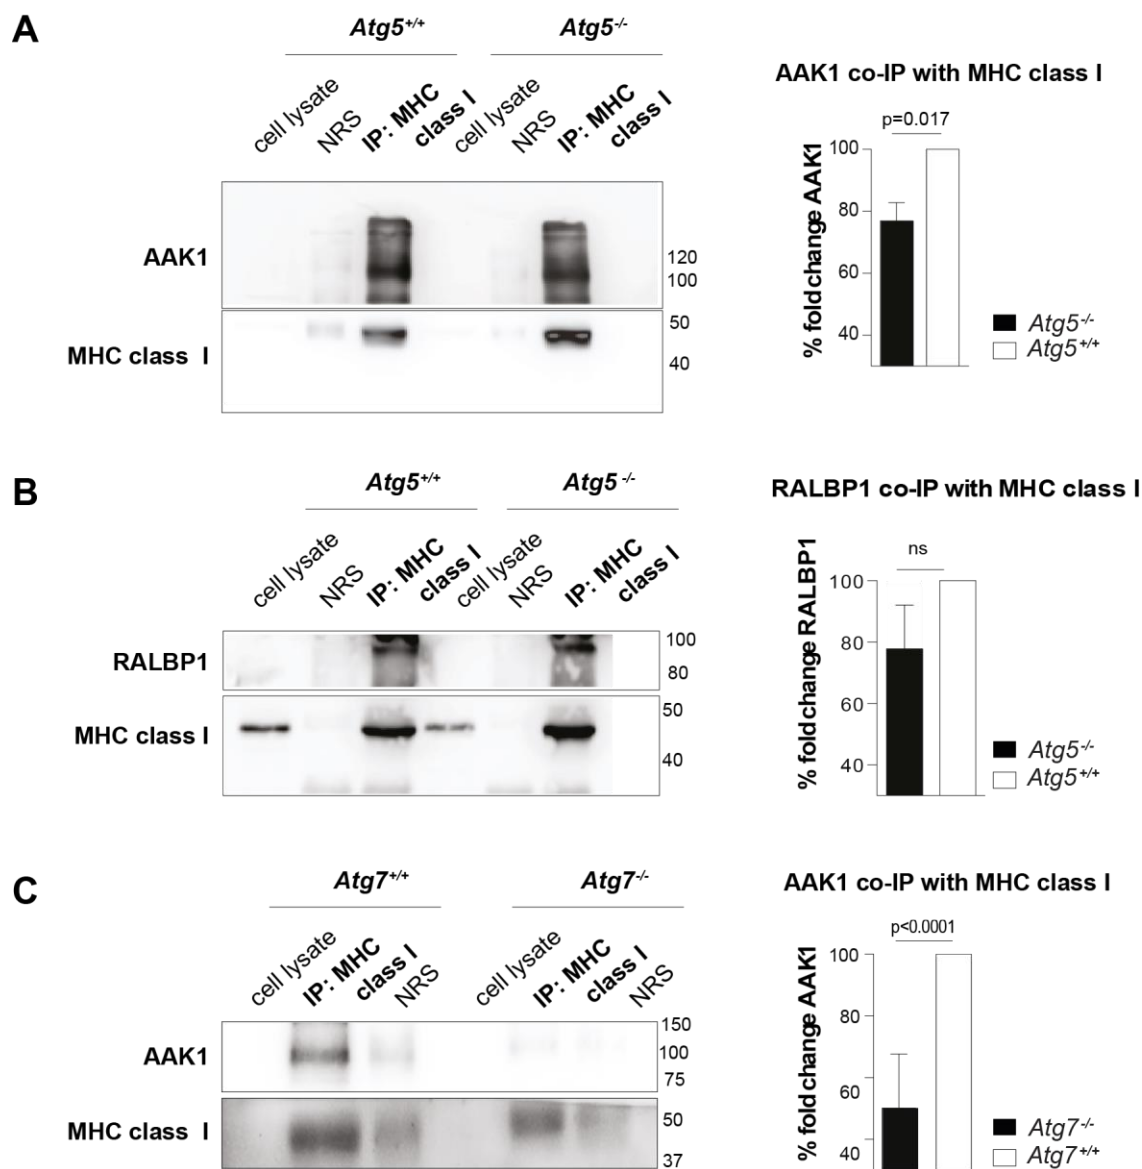 A
Atg5+/+
Atg5-/-
cell lysate
NRS
IP: MHC
class I
cell lysate
NRS
IP: MHC
class I
AAK1
120
100
MHC class I
50
40
AAK1 co-IP with MHC class I
p=0.017
% fold change AAK1
100
80
60
40
Atg5-/-
Atg5+/+
B
Atg5+/+
Atg5-/-
cell lysate
NRS
IP: MHC
class I
cell lysate
NRS
IP: MHC
class I
RALBP1
100
80
MHC class I
50
40
RALBP1 co-IP with MHC class I
ns
% fold change RALBP1
100
80
60
40
Atg5-/-
Atg5+/+
C
Atg7+/+
Atg7-/-
cell lysate
IP: MHC
class I
NRS
cell lysate
IP: MHC
class I
NRS
AAK1
150
100
75
MHC class I
50
37
AAK1 co-IP with MHC class I
p<0.0001
% fold change AAK1
100
80
60
40
Atg7-/-
Atg7+/+